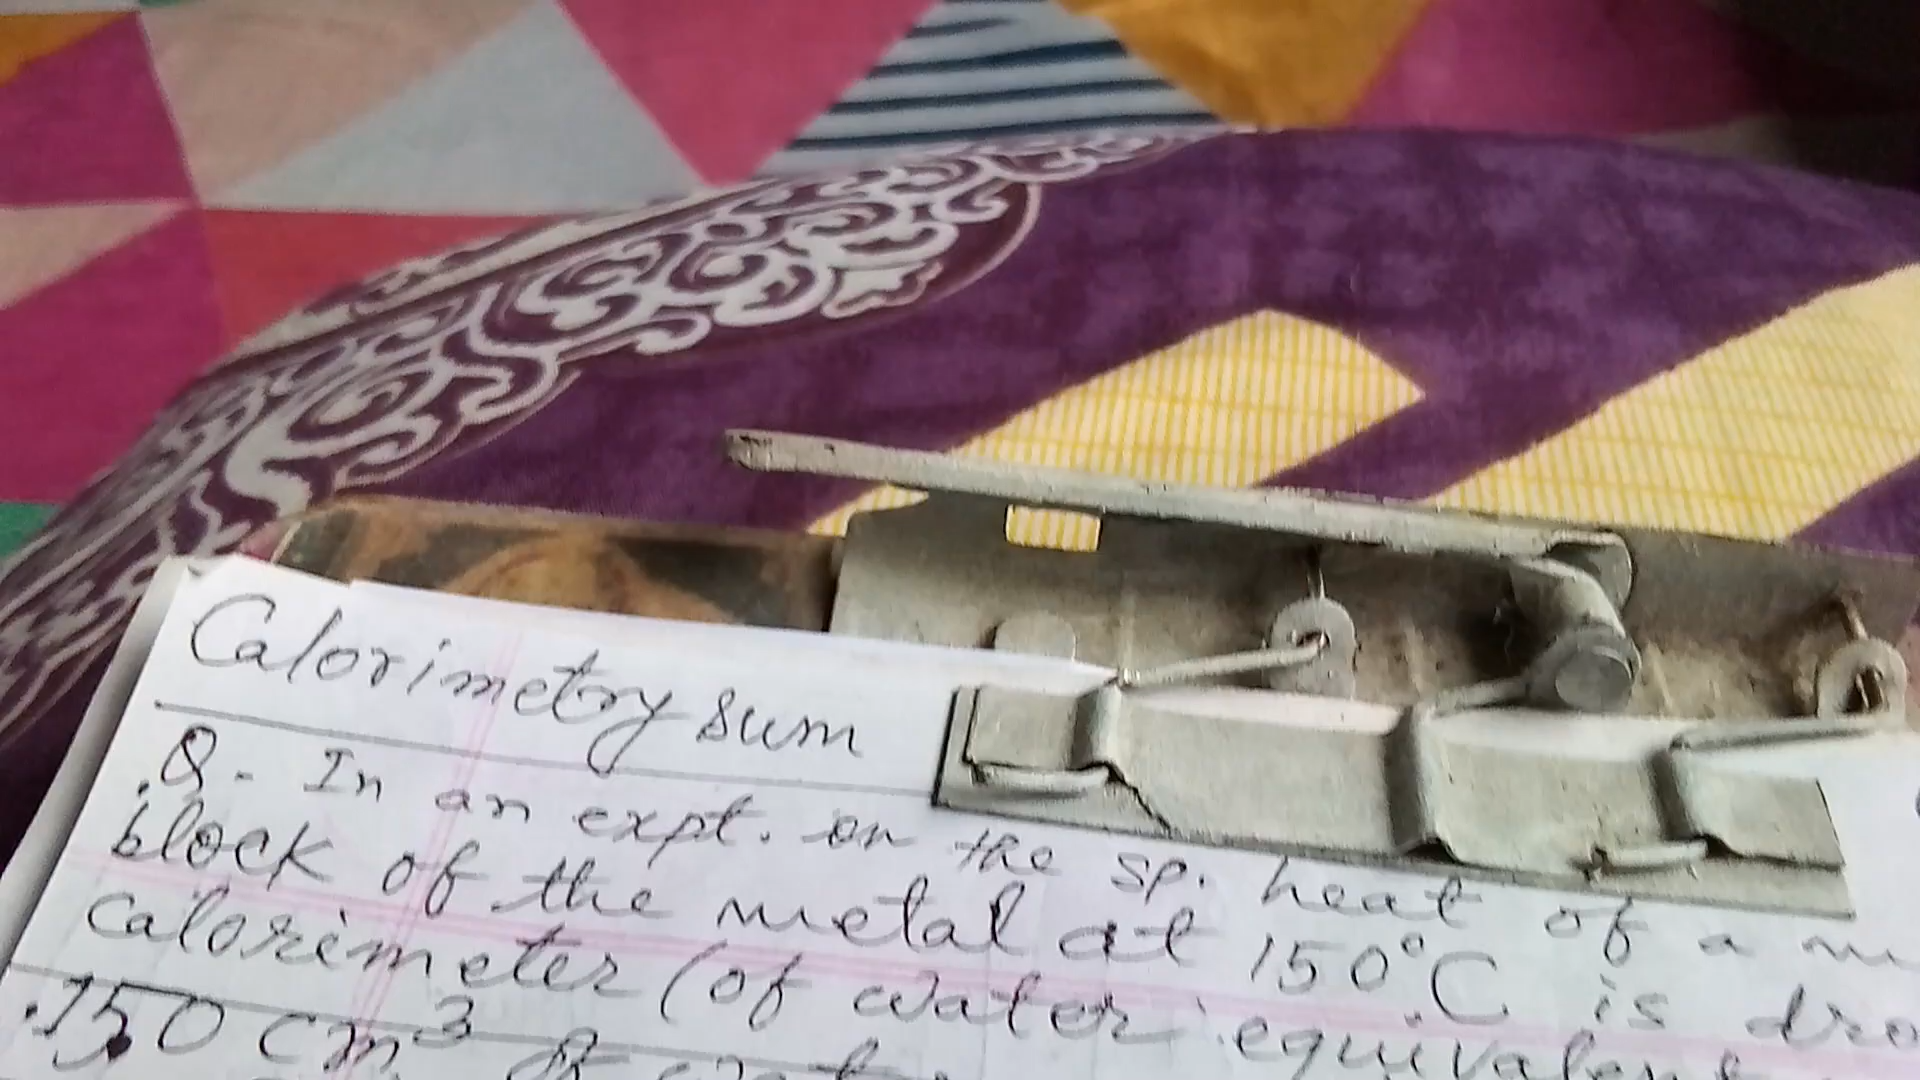 Calorimetry sum
Q. In an expt. on the sp. heat of a
block of the metal at 150°C is
calorimeter (of water equivalent
150 cm³ of